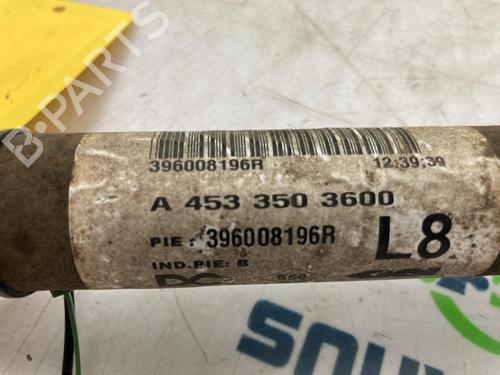 B-PARTS
396008196R 12:39:39
A 453 350 3600
PIE : 396008196R L8
IND.PIE: B